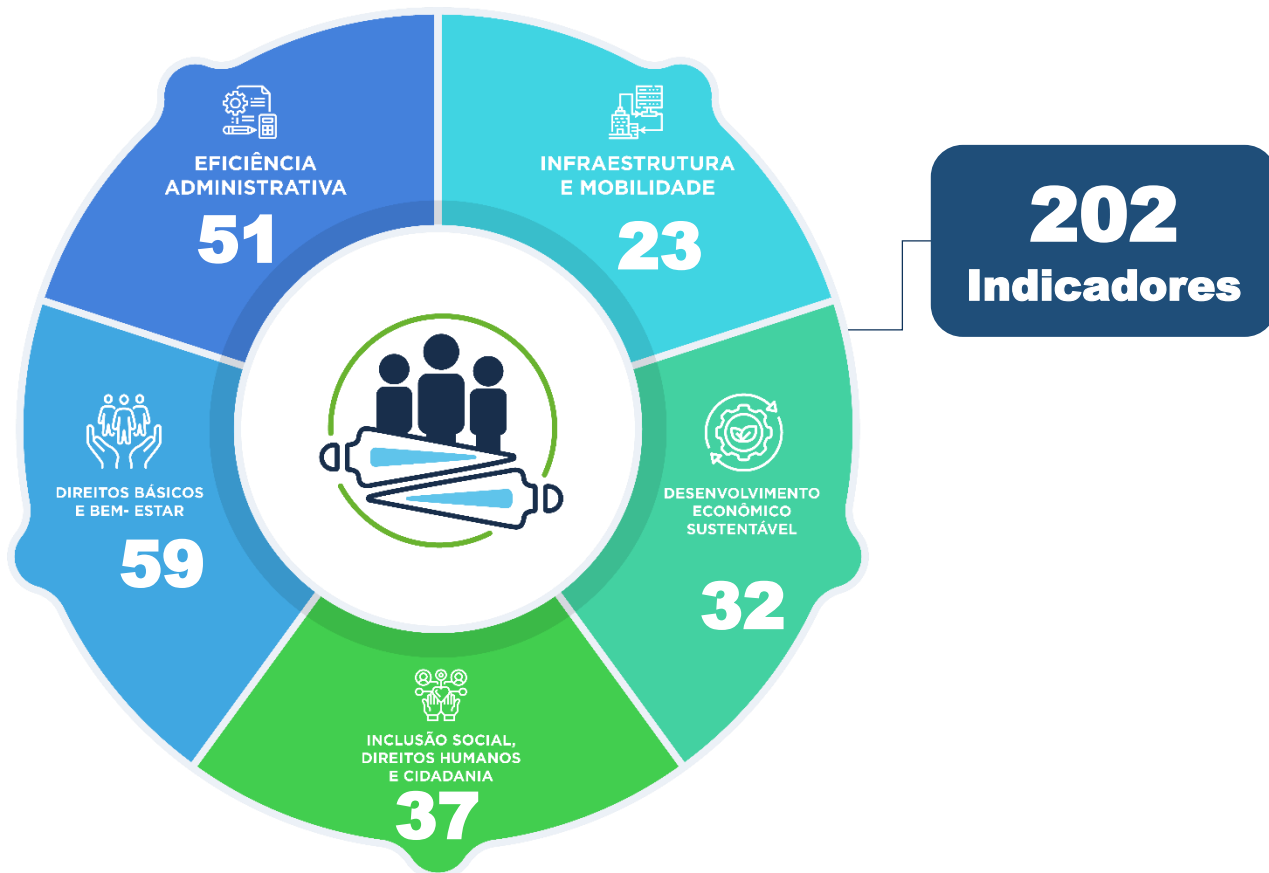 EFICIÊNCIA
ADMINISTRATIVA
51
INFRAESTRUTURA
E MOBILIDADE
23
202
Indicadores
DIREITOS BÁSICOS
E BEM- ESTAR
59
DESENVOLVIMENTO
ECONÔMICO
SUSTENTÁVEL
32
INCLUSÃO SOCIAL,
DIREITOS HUMANOS
E CIDADANIA
37